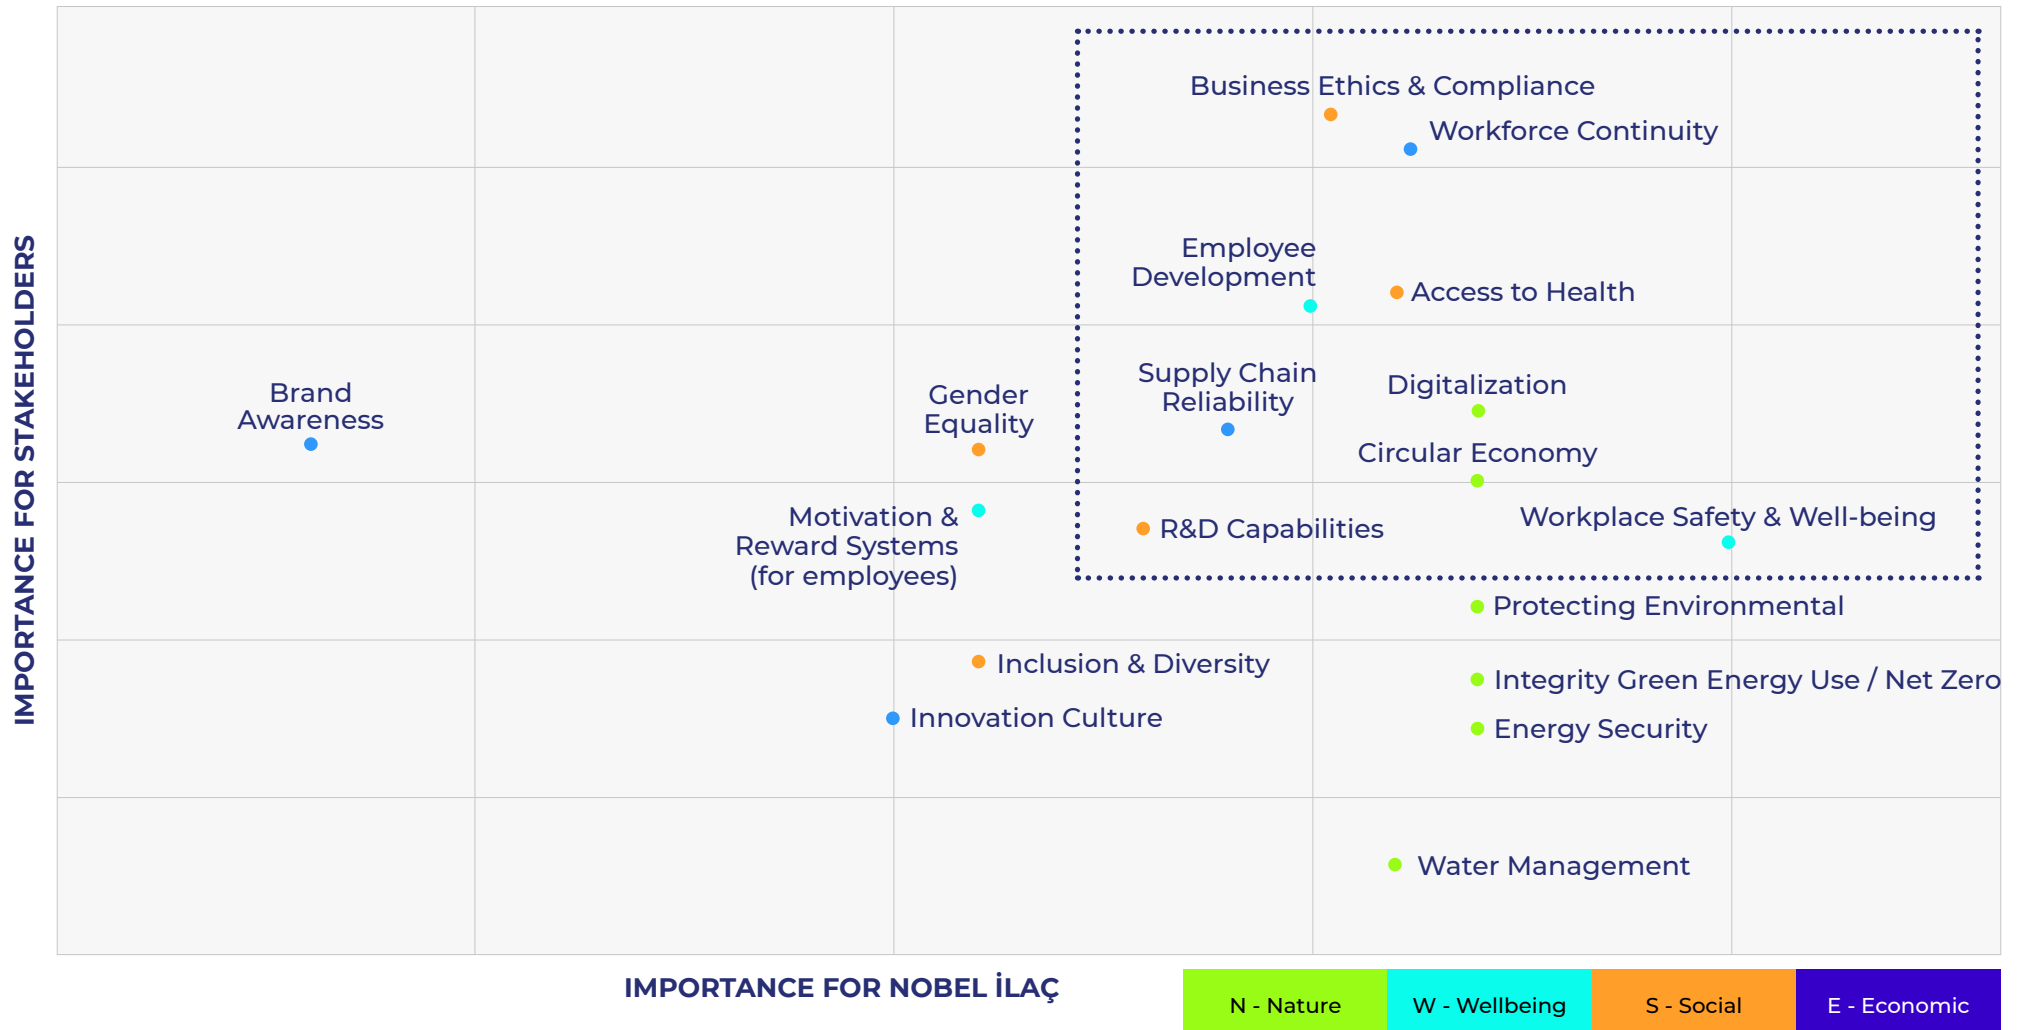 IMPORTANCE FOR STAKEHOLDERS
Business Ethics & Compliance
Workforce Continuity
Employee
Development
Access to Health
Brand
Awareness
Gender
Equality
Supply Chain
Reliability
Digitalization
Circular Economy
Motivation &
Reward Systems
(for employees)
R&D Capabilities
Workplace Safety & Well-being
Protecting Environmental
Inclusion & Diversity
Integrity Green Energy Use / Net Zero
Innovation Culture
Energy Security
Water Management
IMPORTANCE FOR NOBEL İLAÇ
N - Nature
W - Wellbeing
S - Social
E - Economic